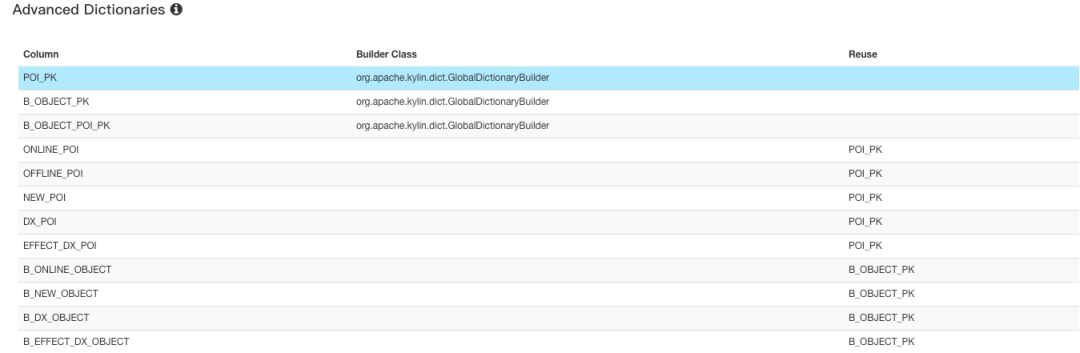 Advanced Dictionaries
Column Builder Class Reuse
POI_PK org.apache.kylin.dict.GlobalDictionaryBuilder
B_OBJECT_PK org.apache.kylin.dict.GlobalDictionaryBuilder
B_OBJECT_POI_PK org.apache.kylin.dict.GlobalDictionaryBuilder
ONLINE_POI POI_PK
OFFLINE_POI POI_PK
NEW_POI POI_PK
DX_POI POI_PK
EFFECT_DX_POI POI_PK
B_ONLINE_OBJECT B_OBJECT_PK
B_NEW_OBJECT B_OBJECT_PK
B_DX_OBJECT B_OBJECT_PK
B_EFFECT_DX_OBJECT B_OBJECT_PK